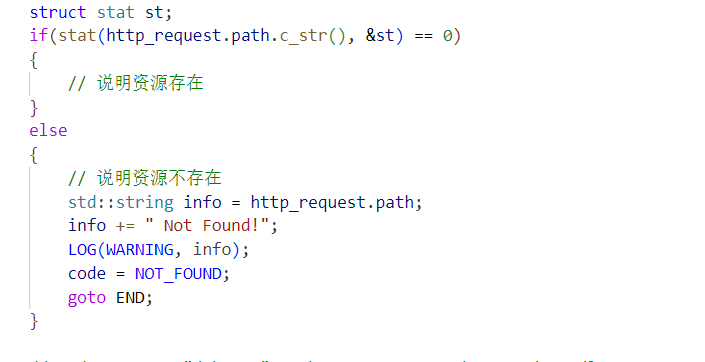 struct stat st;
if(stat(http_request.path.c_str(), &st) == 0)
{
    // 说明资源存在
}
else
{
    // 说明资源不存在
    std::string info = http_request.path;
    info += " Not Found!";
    LOG(WARNING, info);
    code = NOT_FOUND;
    goto END;
}